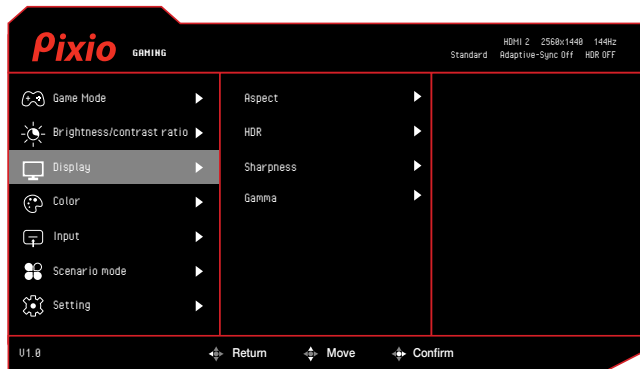 Pixio GAMING
HDMI 2 2560x1440 144Hz
Standard Adaptive-Sync Off HDR OFF
Game Mode
Brightness/contrast ratio
Display
Color
Input
Scenario mode
Setting
Aspect
HDR
Sharpness
Gamma
V1.0
Return Move Confirm